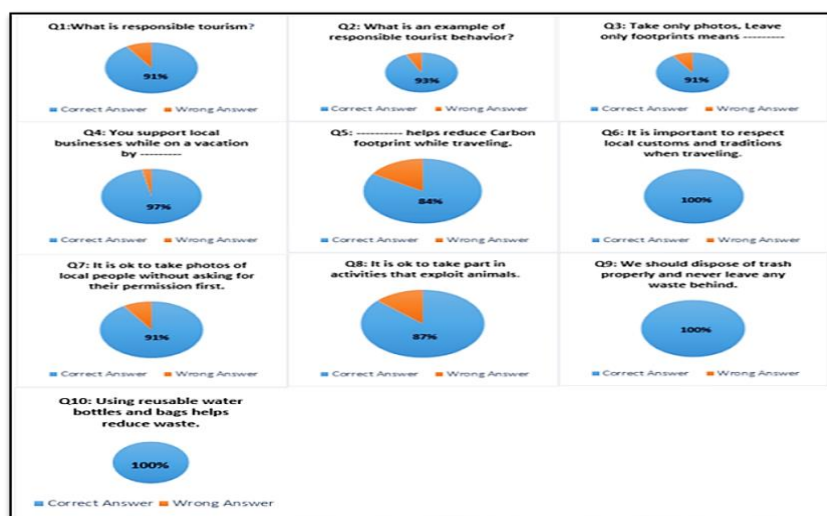 Q1:What is responsible tourism?
91%
Correct Answer Wrong Answer
Q2: What is an example of
responsible tourist behavior?
93%
Correct Answer Wrong Answer
Q3: Take only photos, Leave
only footprints means ---------
91%
Correct Answer Wrong Answer
Q4: You support local
businesses while on a vacation
by ---------
97%
Correct Answer Wrong Answer
Q5: --------- helps reduce Carbon
footprint while traveling.
84%
Correct Answer Wrong Answer
Q6: It is important to respect
local customs and traditions
when traveling.
100%
Correct Answer Wrong Answer
Q7: It is ok to take photos of
local people without asking for
their permission first.
91%
Correct Answer Wrong Answer
Q8: It is ok to take part in
activities that exploit animals.
87%
Correct Answer Wrong Answer
Q9: We should dispose of trash
properly and never leave any
waste behind.
100%
Correct Answer Wrong Answer
Q10: Using reusable water
bottles and bags helps
reduce waste.
100%
Correct Answer Wrong Answer